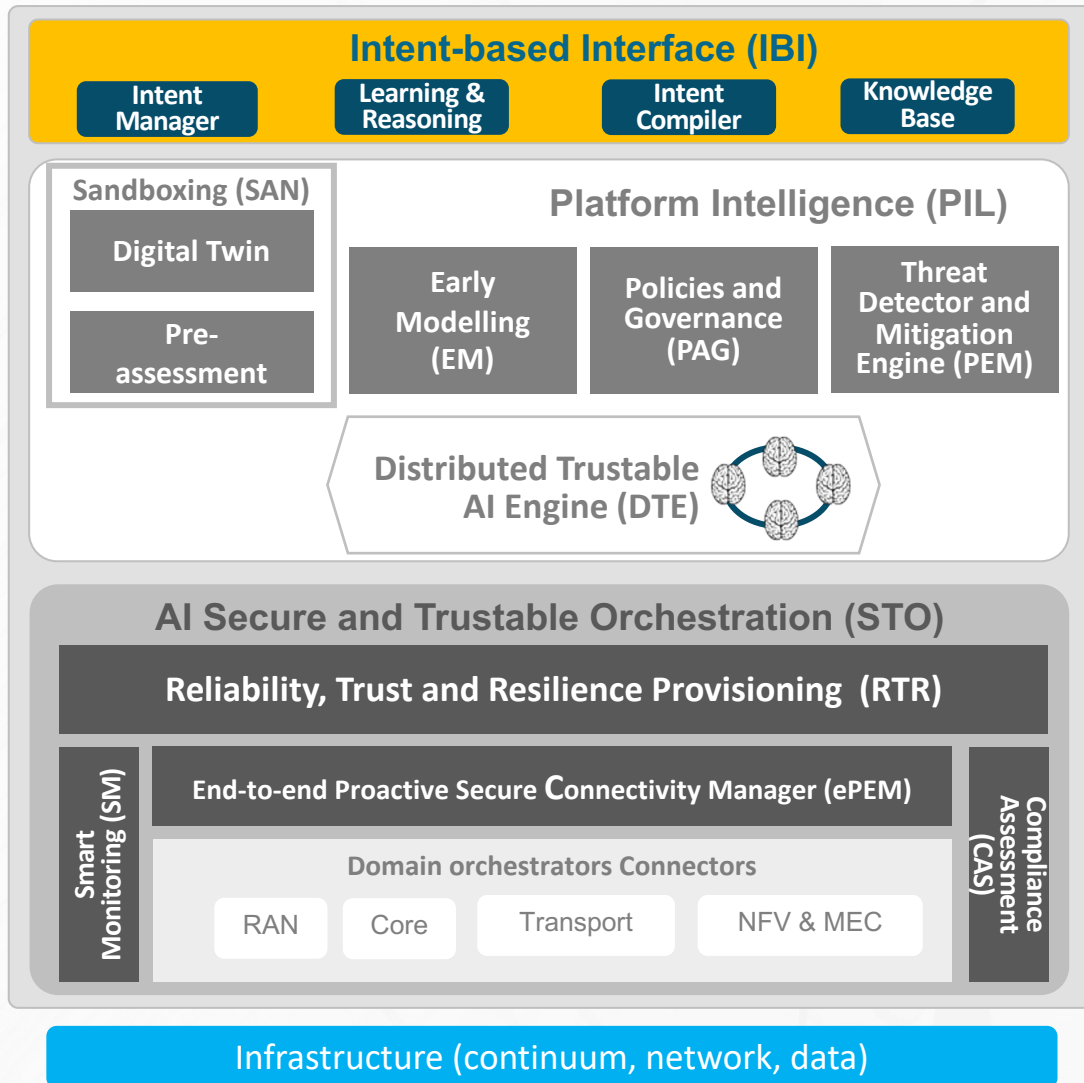 Intent-based Interface (IBI)
Intent
Manager
Learning &
Reasoning
Intent
Compiler
Knowledge
Base
Sandboxing (SAN)
Digital Twin
Pre-
assessment
Platform Intelligence (PIL)
Early
Modelling
(EM)
Policies and
Governance
(PAG)
Threat
Detector and
Mitigation
Engine (PEM)
Distributed Trustable
AI Engine (DTE)
AI Secure and Trustable Orchestration (STO)
Reliability, Trust and Resilience Provisioning (RTR)
Smart
Monitoring (SM)
End-to-end Proactive Secure Connectivity Manager (ePEM)
Domain orchestrators Connectors
RAN
Core
Transport
NFV & MEC
Compliance
Assessment
(CAS)
Infrastructure (continuum, network, data)